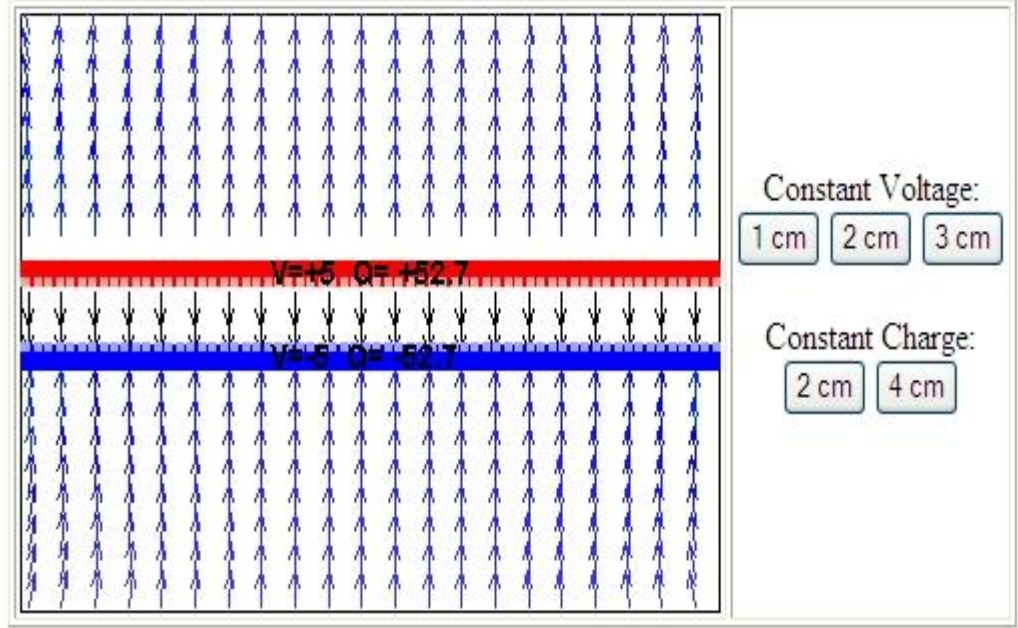 V=+5 Q= +52.7
V=-5 Q= -52.7
Constant Voltage:
1 cm 2 cm 3 cm
Constant Charge:
2 cm 4 cm